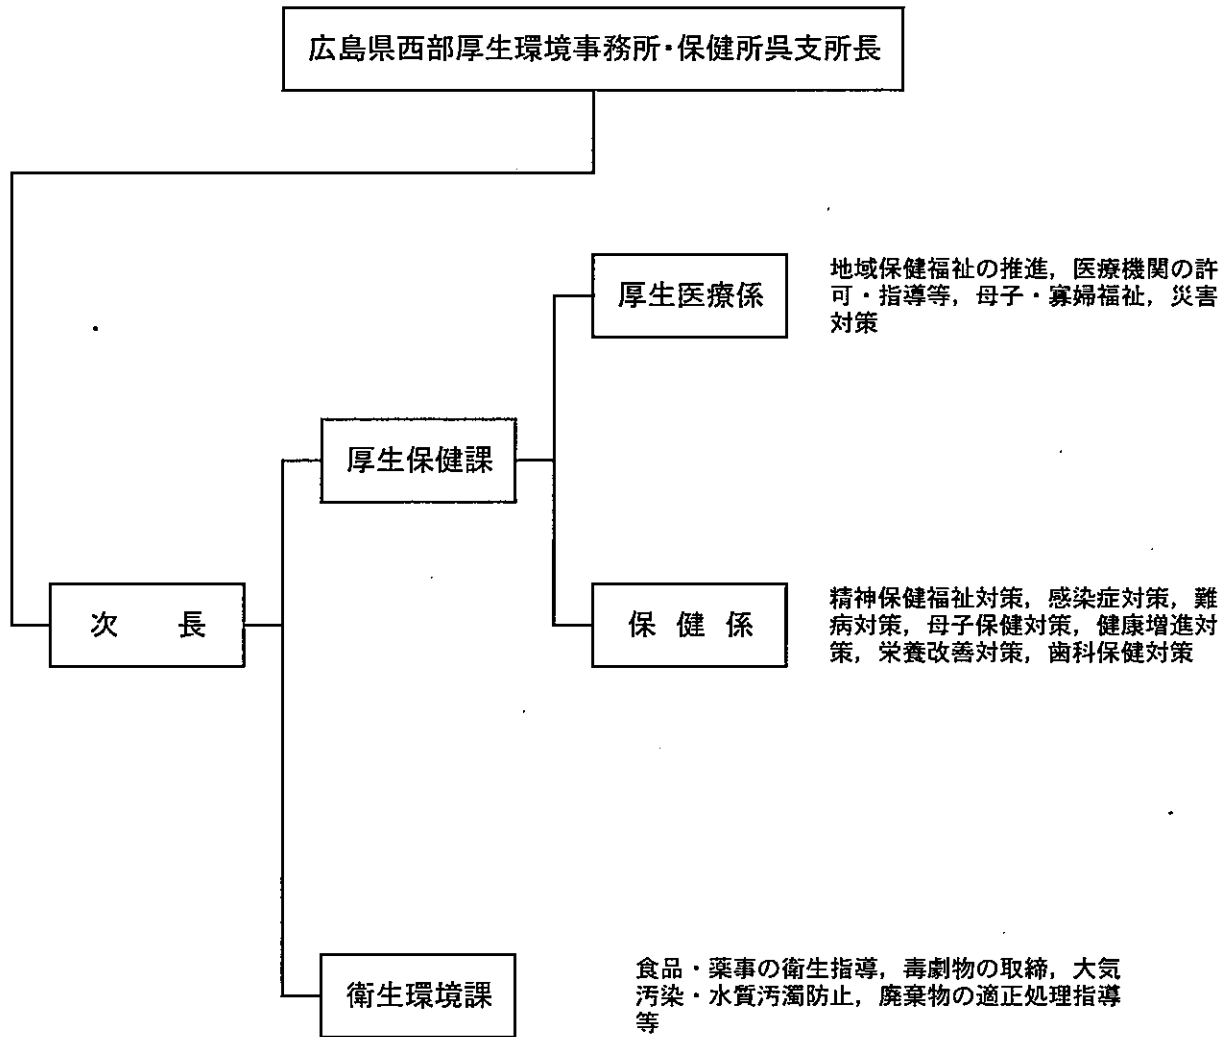 広島県西部厚生環境事務所・保健所呉支所長
厚生医療係
地域保健福祉の推進，医療機関の許
可・指導等，母子・寡婦福祉，災害
対策
厚生保健課
次　長
保 健 係
精神保健福祉対策，感染症対策，難
病対策，母子保健対策，健康増進対
策，栄養改善対策，歯科保健対策
衛生環境課
食品・薬事の衛生指導，毒劇物の取締，大気
汚染・水質汚濁防止，廃棄物の適正処理指導
等